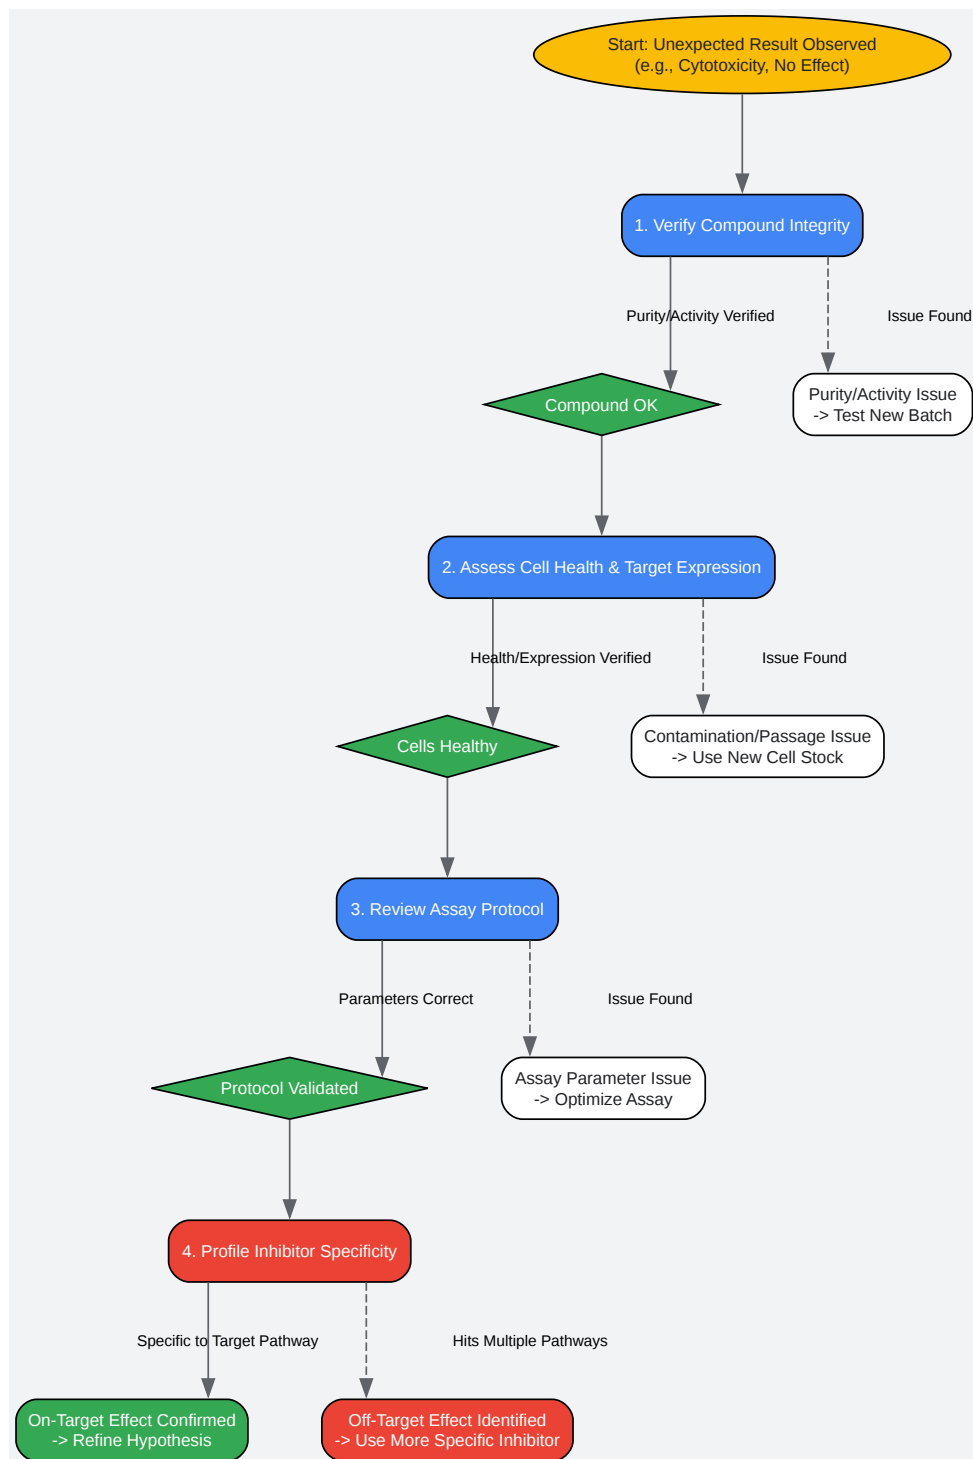 Start: Unexpected Result Observed
(e.g., Cytotoxicity, No Effect)
1. Verify Compound Integrity
Purity/Activity Verified
Issue Found
Compound OK
Purity/Activity Issue
-> Test New Batch
2. Assess Cell Health & Target Expression
Health/Expression Verified
Issue Found
Cells Healthy
Contamination/Passage Issue
-> Use New Cell Stock
3. Review Assay Protocol
Parameters Correct
Issue Found
Protocol Validated
Assay Parameter Issue
-> Optimize Assay
4. Profile Inhibitor Specificity
Specific to Target Pathway
Hits Multiple Pathways
On-Target Effect Confirmed
-> Refine Hypothesis
Off-Target Effect Identified
-> Use More Specific Inhibitor